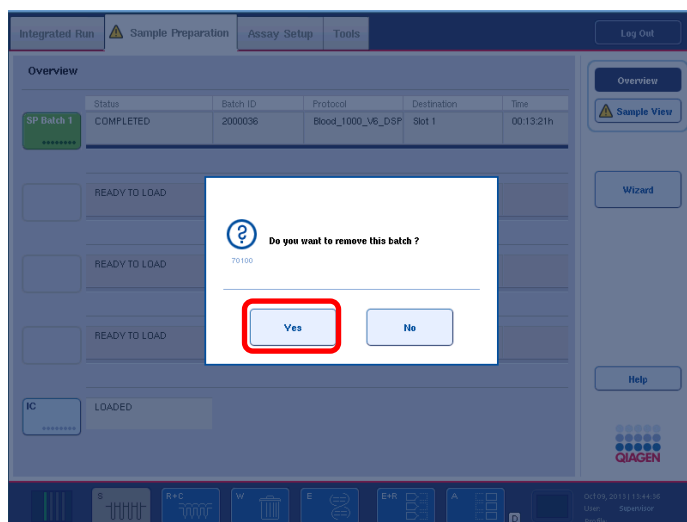 Integrated Run
Sample Preparation
Assay Setup
Tools
Log Out
Overview
Overview
Sample View
Wizard
Help
Status
Batch ID
Protocol
Destination
Time
SP Batch 1
COMPLETED
2000036
Blood_1000_V6_DSP
Slot 1
00:13:21h
READY TO LOAD
READY TO LOAD
READY TO LOAD
IC
LOADED
Do you want to remove this batch ?
70100
Yes
No
QIAGEN
S
R+C
W
E
E+R
A
D
Oct 09, 2013 | 13:44:36
User: Supervisor